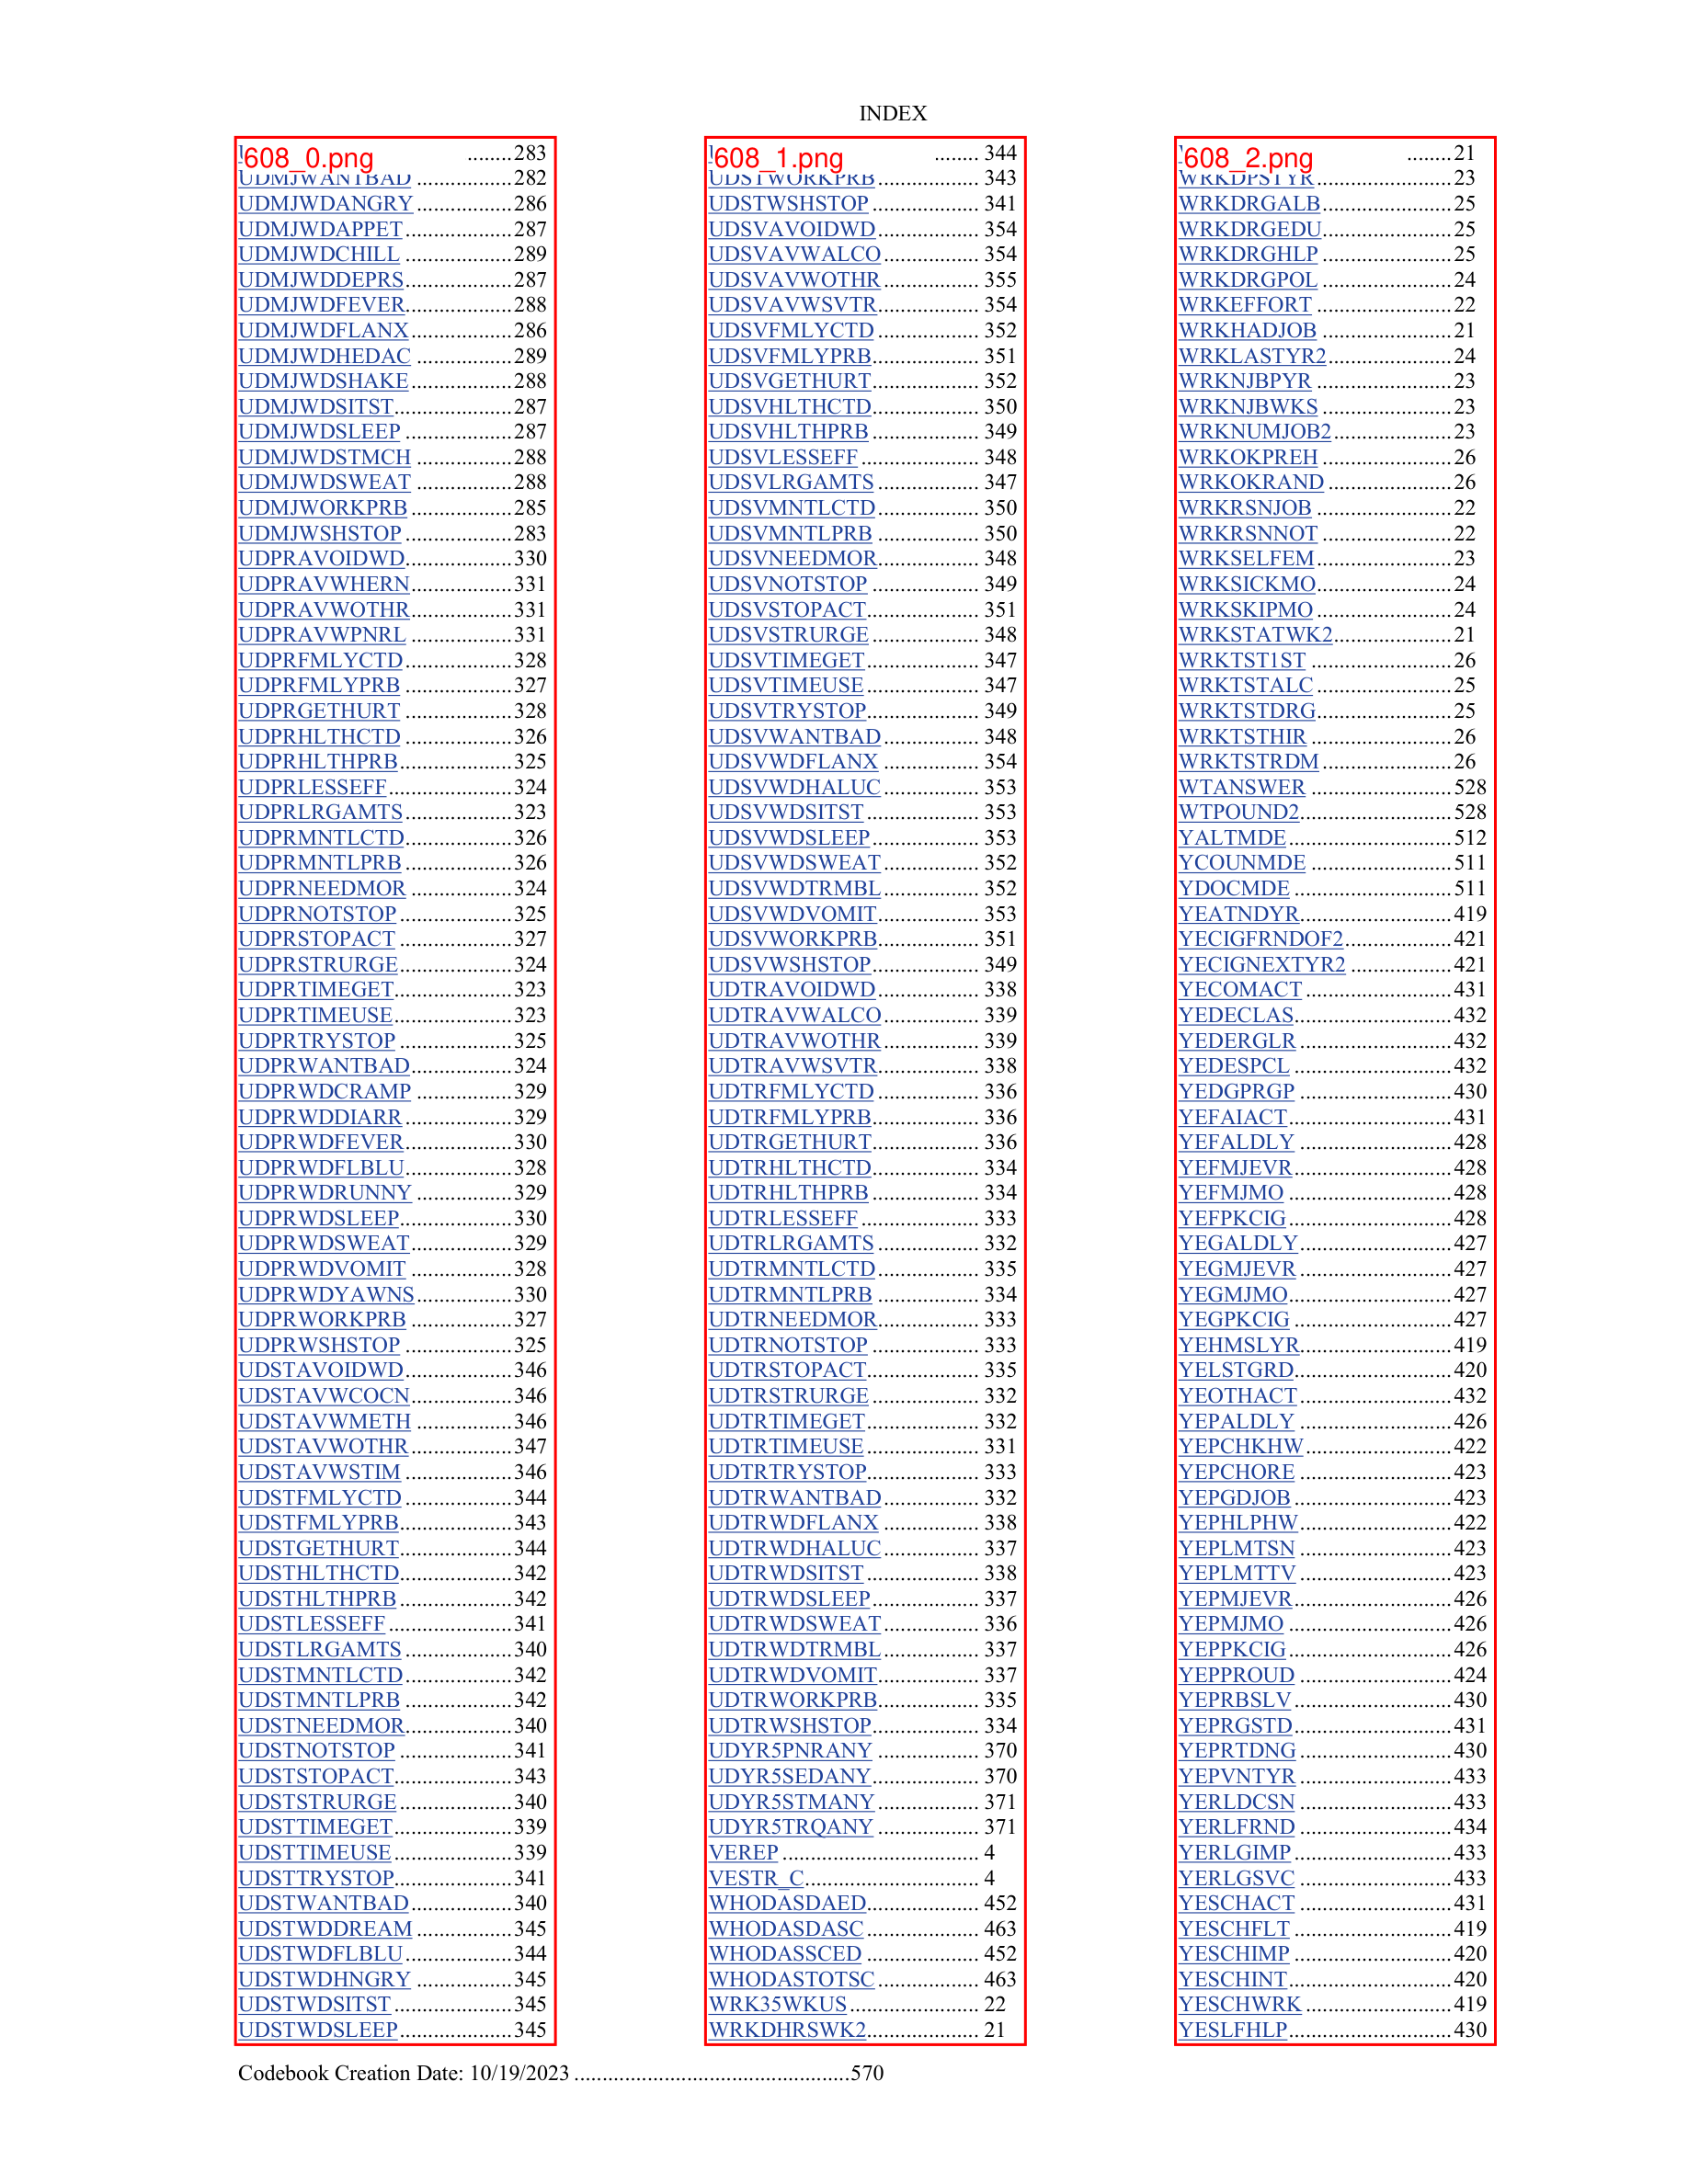 INDEX
608_0.png ........283
UDMJWANTBAD .................282
UDMJWDANGRY .................286
UDMJWDAPPET...................287
UDMJWDCHILL ...................289
UDMJWDDEPRS...................287
UDMJWDFEVER...................288
UDMJWDFLANX..................286
UDMJWDHEDAC .................289
UDMJWDSHAKE..................288
UDMJWDSITST.....................287
UDMJWDSLEEP ...................287
UDMJWDSTMCH .................288
UDMJWDSWEAT .................288
UDMJWORKPRB ..................285
UDMJWSHSTOP ...................283
UDPRAVOIDWD...................330
UDPRAVWHERN..................331
UDPRAVWOTHR..................331
UDPRAVWPNRL ..................331
UDPRFMLYCTD...................328
UDPRFMLYPRB ...................327
UDPRGETHURT ...................328
UDPRHLTHCTD ...................326
UDPRHLTHPRB....................325
UDPRLESSEFF......................324
UDPRLRGAMTS...................323
UDPRMNTLCTD...................326
UDPRMNTLPRB...................326
UDPRNEEDMOR ..................324
UDPRNOTSTOP....................325
UDPRSTOPACT ....................327
UDPRSTRURGE....................324
UDPRTIMEGET.....................323
UDPRTIMEUSE.....................323
UDPRTRYSTOP ....................325
UDPRWANTBAD..................324
UDPRWDCRAMP .................329
UDPRWDDIARR...................329
UDPRWDFEVER...................330
UDPRWDFLBLU...................328
UDPRWDRUNNY .................329
UDPRWDSLEEP....................330
UDPRWDSWEAT..................329
UDPRWDVOMIT ..................328
UDPRWDYAWNS.................330
UDPRWORKPRB ...................327
UDPRWSHSTOP ...................325
UDSTAVOIDWD...................346
UDSTAVWCOCN..................346
UDSTAVWMETH .................346
UDSTAVWOTHR..................347
UDSTAVWSTIM ...................346
UDSTFMLYCTD ...................344
UDSTFMLYPRB....................343
UDSTGETHURT....................344
UDSTHLTHCTD....................342
UDSTHLTHPRB ....................342
UDSTLESSEFF ......................341
UDSTLRGAMTS ...................340
UDSTMNTLCTD...................342
UDSTMNTLPRB ...................342
UDSTNEEDMOR...................340
UDSTNOTSTOP ....................341
UDSTSTOPACT.....................343
UDSTSTRURGE ....................340
UDSTTIMEGET.....................339
UDSTTIMEUSE .....................339
UDSTTRYSTOP.....................341
UDSTWANTBAD..................340
UDSTWDDREAM .................345
UDSTWDFLBLU...................344
UDSTWDHNGRY .................345
UDSTWDSITST .....................345
UDSTWDSLEEP....................345
608_1.png ........ 344
UDSTWORKPRB.................. 343
UDSTWSHSTOP ................... 341
UDSVAVOIDWD.................. 354
UDSVAVWALCO ................. 354
UDSVAVWOTHR ................. 355
UDSVAVWSVTR.................. 354
UDSVFMLYCTD .................. 352
UDSVFMLYPRB................... 351
UDSVGETHURT................... 352
UDSVHLTHCTD................... 350
UDSVHLTHPRB ................... 349
UDSVLESSEFF ..................... 348
UDSVLRGAMTS .................. 347
UDSVMNTLCTD.................. 350
UDSVMNTLPRB .................. 350
UDSVNEEDMOR.................. 348
UDSVNOTSTOP ................... 349
UDSVSTOPACT.................... 351
UDSVSTRURGE ................... 348
UDSVTIMEGET.................... 347
UDSVTIMEUSE .................... 347
UDSVTRYSTOP.................... 349
UDSVWANTBAD................. 348
UDSVWDFLANX ................. 354
UDSVWDHALUC ................. 353
UDSVWDSITST .................... 353
UDSVWDSLEEP................... 353
UDSVWDSWEAT................. 352
UDSVWDTRMBL................. 352
UDSVWDVOMIT.................. 353
UDSVWORKPRB.................. 351
UDSVWSHSTOP................... 349
UDTRAVOIDWD.................. 338
UDTRAVWALCO ................. 339
UDTRAVWOTHR ................. 339
UDTRAVWSVTR.................. 338
UDTRFMLYCTD .................. 336
UDTRFMLYPRB................... 336
UDTRGETHURT................... 336
UDTRHLTHCTD................... 334
UDTRHLTHPRB ................... 334
UDTRLESSEFF ..................... 333
UDTRLRGAMTS .................. 332
UDTRMNTLCTD.................. 335
UDTRMNTLPRB .................. 334
UDTRNEEDMOR.................. 333
UDTRNOTSTOP ................... 333
UDTRSTOPACT.................... 335
UDTRSTRURGE ................... 332
UDTRTIMEGET.................... 332
UDTRTIMEUSE .................... 331
UDTRTRYSTOP.................... 333
UDTRWANTBAD................. 332
UDTRWDFLANX ................. 338
UDTRWDHALUC ................. 337
UDTRWDSITST .................... 338
UDTRWDSLEEP................... 337
UDTRWDSWEAT ................. 336
UDTRWDTRMBL................. 337
UDTRWDVOMIT.................. 337
UDTRWORKPRB.................. 335
UDTRWSHSTOP................... 334
UDYR5PNRANY .................. 370
UDYR5SEDANY................... 370
UDYR5STMANY .................. 371
UDYR5TRQANY .................. 371
VEREP ................................... 4
VESTR_C............................... 4
WHODASDAED.................... 452
WHODASDASC .................... 463
WHODASSCED .................... 452
WHODASTOTSC .................. 463
WRK35WKUS ....................... 22
WRKDHRSWK2.................... 21
608_2.png ........21
WRKDPSTYR ........................23
WRKDRGALB.......................25
WRKDRGEDU.......................25
WRKDRGHLP .......................25
WRKDRGPOL .......................24
WRKEFFORT .........................22
WRKHADJOB .......................21
WRKLASTYR2......................24
WRKNJBPYR ........................23
WRKNJBWKS .......................23
WRKNUMJOB2.....................23
WRKOKPREH .......................26
WRKOKRAND ......................26
WRKRSNJOB ........................22
WRKRSNNOT .......................22
WRKSELFEM ........................23
WRKSICKMO........................24
WRKSKIPMO ........................24
WRKSTATWK2.....................21
WRKTST1ST .........................26
WRKTSTALC ........................25
WRKTSTDRG........................25
WRKTSTHIR .........................26
WRKTSTRDM .......................26
WTANSWER .........................528
WTPOUND2...........................528
YALTMDE .............................512
YCOUNMDE .........................511
YDOCMDE ............................511
YEATNDYR...........................419
YECIGFRNDOF2...................421
YECIGNEXTYR2 ..................421
YECOMACT ..........................431
YEDECLAS............................432
YEDERGLR ...........................432
YEDESPCL ............................432
YEDGPRGP ............................430
YEFAIACT.............................431
YEFALDLY ...........................428
YEFMJEVR............................428
YEFMJMO .............................428
YEFPKCIG .............................428
YEGALDLY...........................427
YEGMJEVR ...........................427
YEGMJMO.............................427
YEGPKCIG ............................427
YEHMSLYR...........................419
YELSTGRD............................420
YEOTHACT ...........................432
YEPALDLY ............................426
YEPCHKHW..........................422
YEPCHORE ............................423
YEPGDJOB ............................423
YEPHLPHW...........................422
YEPLMTSN ...........................423
YEPLMTTV ...........................423
YEPMJEVR............................426
YEPMJMO .............................426
YEPPKCIG .............................426
YEPPROUD ............................424
YEPRBSLV ............................430
YEPRGSTD............................431
YEPRTDNG ...........................430
YEPVNTYR ...........................433
YERLDCSN ...........................433
YERLFRND ...........................434
YERLGIMP ............................433
YERLGSVC ...........................433
YESCHACT ...........................431
YESCHFLT ............................419
YESCHIMP ............................420
YESCHINT.............................420
YESCHWRK ..........................419
YESLFHLP.............................430
Codebook Creation Date: 10/19/2023 .................................................570